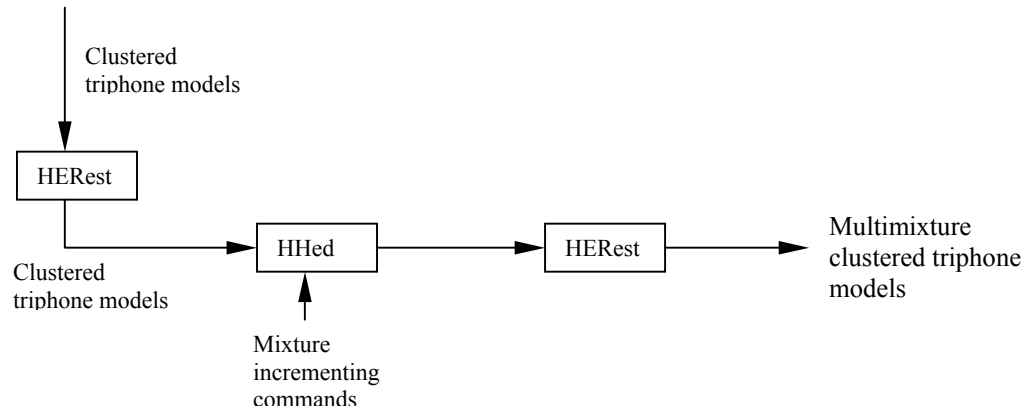 Clustered
triphone models
HERest
HHed
HERest
Multimixture
clustered triphone
models
Clustered
triphone models
Mixture
incrementing
commands